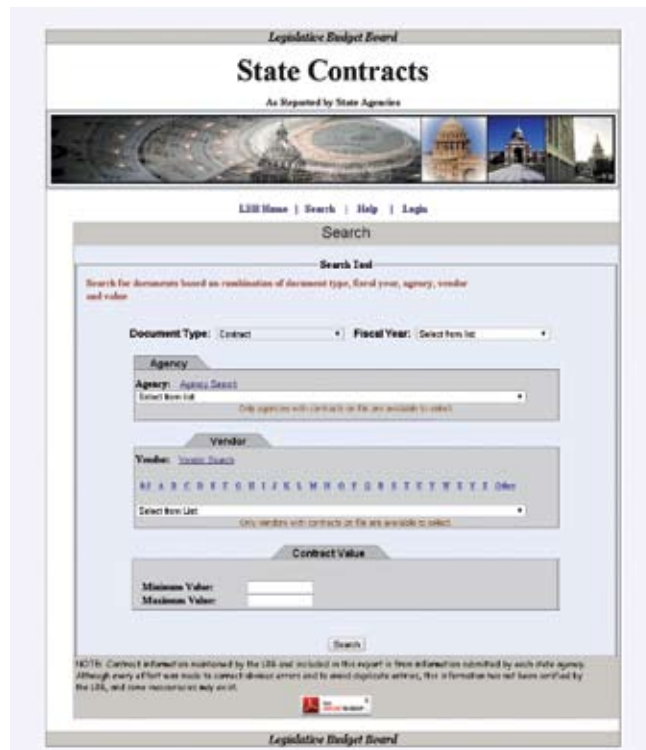 Legislative Budget Board
State Contracts
As Reported by State Agencies
LBB Home | Search | Help | Login
Search
Search Tool
Search for documents based on combination of document type, fiscal year, agency, vendor
and value
Document Type: Contract Fiscal Year: Select from list
Agency
Agency: Agency Search
Select from list
Only agencies with contracts on file are available to select.
Vendor
Vendor: Vendor Search
0-9 A B C D E F G H I J K L M N O P Q R S T U V W X Y Z Other
Select from List
Only vendors with contracts on file are available to select.
Contract Value
Minimum Value:
Maximum Value:
Search
NOTE: Contract information maintained by the LBB and included in this report is from information submitted by each state agency.
Although every effort was made to correct obvious errors and to avoid duplicate entries, this information has not been certified by
the LBB, and some inaccuracies may exist.
Legislative Budget Board